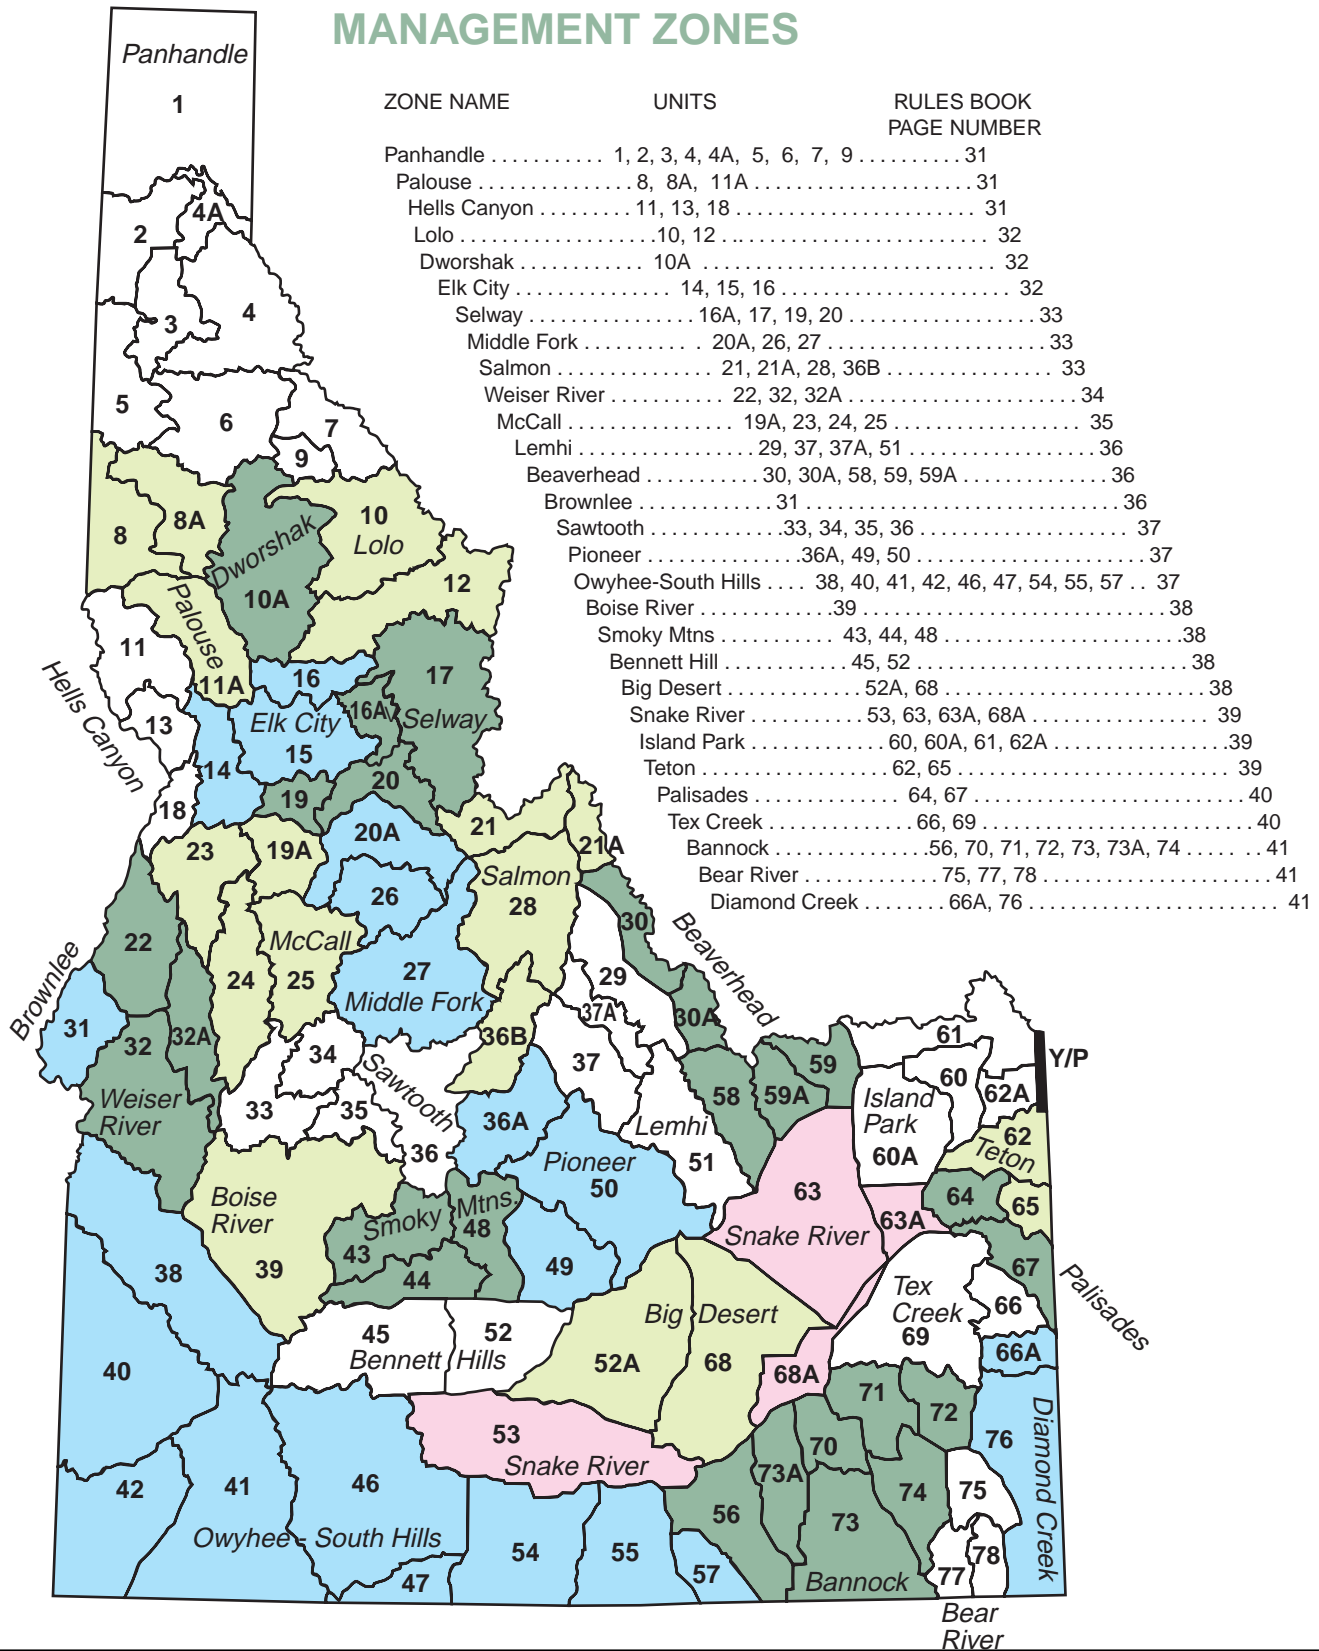 MANAGEMENT ZONES
ZONE NAME UNITS RULES BOOK PAGE NUMBER
Panhandle . . . . . . . . . . . 1, 2, 3, 4, 4A, 5, 6, 7, 9 . . . . . . . . . . 31
Palouse . . . . . . . . . . . . . . . 8, 8A, 11A . . . . . . . . . . . . . . . . . . . . . 31
Hells Canyon . . . . . . . . . 11, 13, 18 . . . . . . . . . . . . . . . . . . . . . . . 31
Lolo . . . . . . . . . . . . . . . . . . .10, 12 . . . . . . . . . . . . . . . . . . . . . . . . . 32
Dworshak . . . . . . . . . . . . 10A . . . . . . . . . . . . . . . . . . . . . . . . . . . 32
Elk City . . . . . . . . . . . . . . . 14, 15, 16 . . . . . . . . . . . . . . . . . . . . . . . 32
Selway . . . . . . . . . . . . . . . . 16A, 17, 19, 20 . . . . . . . . . . . . . . . . . . 33
Middle Fork . . . . . . . . . . . 20A, 26, 27 . . . . . . . . . . . . . . . . . . . . . 33
Salmon . . . . . . . . . . . . . . . 21, 21A, 28, 36B . . . . . . . . . . . . . . . . 33
Weiser River . . . . . . . . . . . 22, 32, 32A . . . . . . . . . . . . . . . . . . . . . 34
McCall . . . . . . . . . . . . . . . 19A, 23, 24, 25 . . . . . . . . . . . . . . . . . . 35
Lemhi . . . . . . . . . . . . . . . . 29, 37, 37A, 51 . . . . . . . . . . . . . . . . . . 36
Beaverhead . . . . . . . . . . . 30, 30A, 58, 59, 59A . . . . . . . . . . . . . . 36
Brownlee . . . . . . . . . . . . . 31 . . . . . . . . . . . . . . . . . . . . . . . . . . . . . 36
Sawtooth . . . . . . . . . . . . .33, 34, 35, 36 . . . . . . . . . . . . . . . . . . . . 37
Pioneer . . . . . . . . . . . . . . .36A, 49, 50 . . . . . . . . . . . . . . . . . . . . . . 37
Owyhee-South Hills . . . . 38, 40, 41, 42, 46, 47, 54, 55, 57 . . 37
Boise River . . . . . . . . . . . .39 . . . . . . . . . . . . . . . . . . . . . . . . . . . . 38
Smoky Mtns . . . . . . . . . . . 43, 44, 48 . . . . . . . . . . . . . . . . . . . . . . .38
Bennett Hill . . . . . . . . . . . 45, 52 . . . . . . . . . . . . . . . . . . . . . . . . . . 38
Big Desert . . . . . . . . . . . . 52A, 68 . . . . . . . . . . . . . . . . . . . . . . . . 38
Snake River . . . . . . . . . . . 53, 63, 63A, 68A . . . . . . . . . . . . . . . . . 39
Island Park . . . . . . . . . . . . 60, 60A, 61, 62A . . . . . . . . . . . . . . . .39
Teton . . . . . . . . . . . . . . . . . 62, 65 . . . . . . . . . . . . . . . . . . . . . . . . 39
Palisades . . . . . . . . . . . . . 64, 67 . . . . . . . . . . . . . . . . . . . . . . . . 40
Tex Creek . . . . . . . . . . . . . 66, 69 . . . . . . . . . . . . . . . . . . . . . . . . 40
Bannock . . . . . . . . . . . . . . .56, 70, 71, 72, 73, 73A, 74 . . . . . . . 41
Bear River . . . . . . . . . . . . 75, 77, 78 . . . . . . . . . . . . . . . . . . . . . 41
Diamond Creek . . . . . . . . 66A, 76 . . . . . . . . . . . . . . . . . . . . . . . . 41
Panhandle
1
4A
2
4
3
5
6
7
9
8A
10
Lolo
8
Dworshak
12
10A
Palouse
11
11A
16
17
Hells Canyon
13
Elk City
16A
Selway
15
14
20
19
18
20A
21
23
19A
21A
Salmon
26
28
30
Beaverhead
22
McCall
Brownlee
24
25
27
Middle Fork
29
37A
30A
31
32
32A
36B
61
Y/P
34
Sawtooth
37
59
60
62A
58
59A
Weiser River
33
35
36A
Island Park
Lemhi
62
Teton
36
60A
51
Pioneer
50
63
64
65
Boise River
Smoky Mtns.
63A
48
Snake River
43
67
38
39
44
49
Tex Creek
Palisades
66
Big Desert
69
45
52
Bennett Hills
66A
40
52A
68
68A
71
72
Diamond Creek
53
70
76
Snake River
73A
42
41
46
74
75
56
73
Owyhee - South Hills
54
55
57
78
77
47
Bannock
Bear River